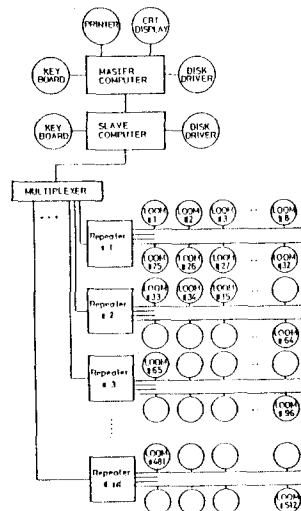 PRINTER
CRT
DISPLAY
KEY
BOARD
MASTER
COMPUTER
DISK
DRIVER
KEY
BOARD
SLAVE
COMPUTER
DISK
DRIVER
MULTIPLEXER
Repeater
# 1
LOOM
#1
LOOM
#2
LOOM
#3
LOOM
#8
LOOM
#25
LOOM
#26
LOOM
#27
LOOM
#32
Repeater
# 2
LOOM
#33
LOOM
#34
LOOM
#35
LOOM
#64
Repeater
# 3
LOOM
#65
LOOM
#96
Repeater
# 16
LOOM
#481
LOOM
#512